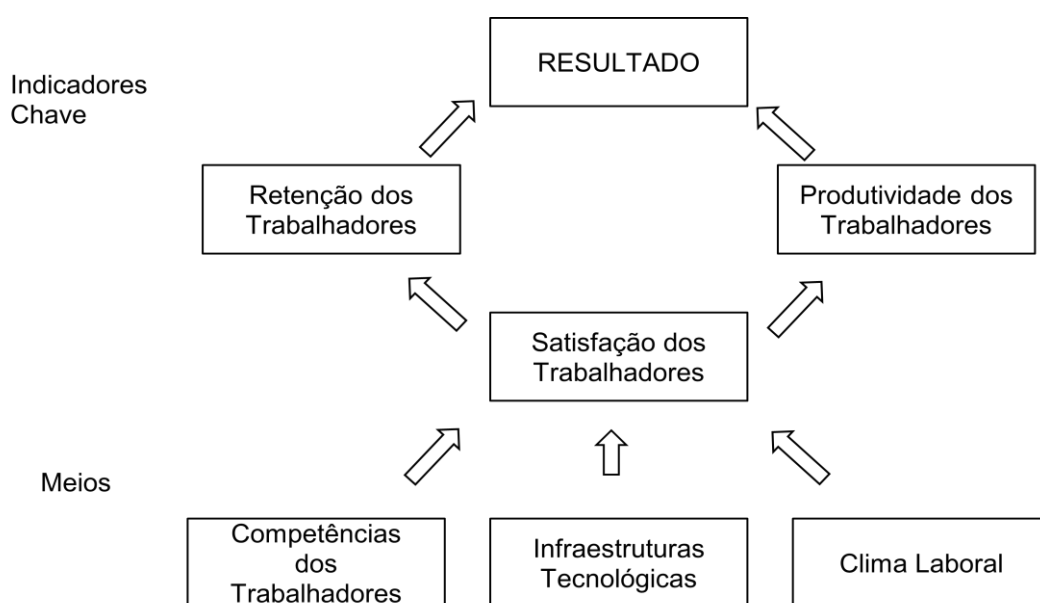 Indicadores
Chave
RESULTADO
Retenção dos
Trabalhadores
Produtividade dos
Trabalhadores
Satisfação dos
Trabalhadores
Meios
Competências
dos
Trabalhadores
Infraestruturas
Tecnológicas
Clima Laboral